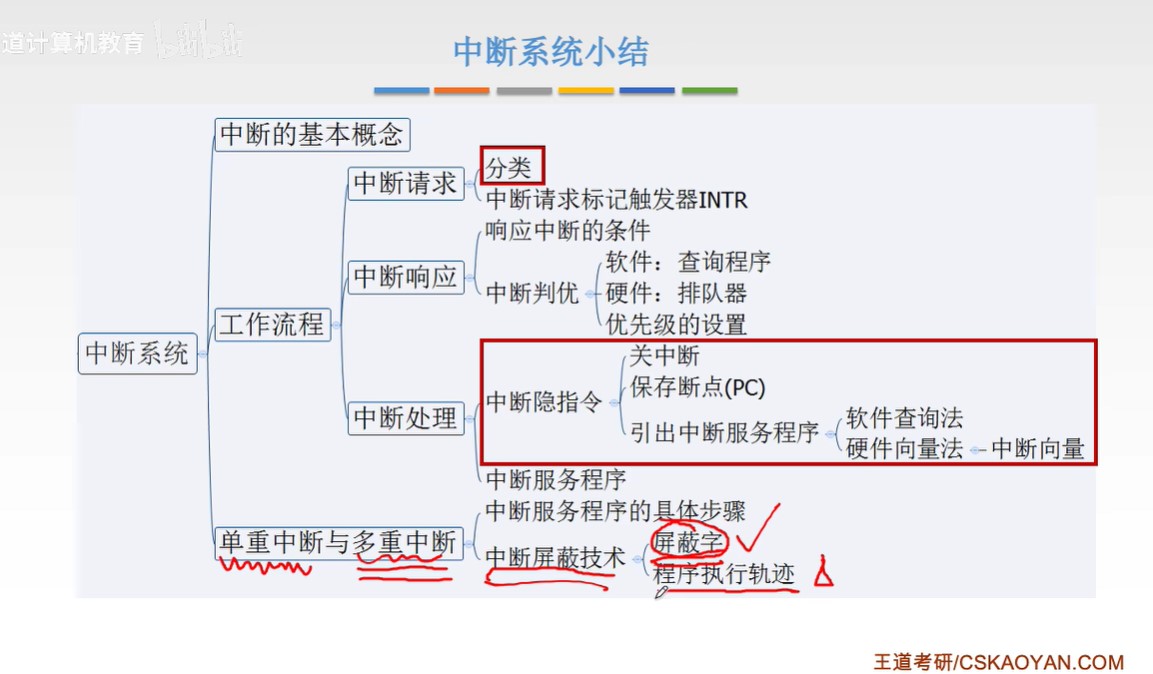 道计算机教育 bilibili
中断系统小结
中断的基本概念
分类
中断请求
中断请求标记触发器INTR
响应中断的条件
软件：查询程序
中断响应
中断判优
硬件：排队器
优先级的设置
工作流程
中断系统
关中断
保存断点(PC)
中断隐指令
中断处理
引出中断服务程序
软件查询法
硬件向量法
中断向量
中断服务程序
中断服务程序的具体步骤
单重中断与多重中断
屏蔽字
中断屏蔽技术
程序执行轨迹
王道考研/CSKAOYAN.COM